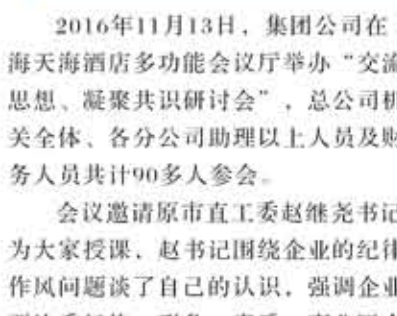 2016年11月13日，集团公司在
海天海酒店多功能会议厅举办“交流
思想、凝聚共识研讨会”，总公司机
关全体、各分公司助理以上人员及财
务人员共计90多人参会。
会议邀请原市直工委赵继尧书记
为大家授课，赵书记围绕企业的纪律
作风问题谈了自己的认识，强调企业